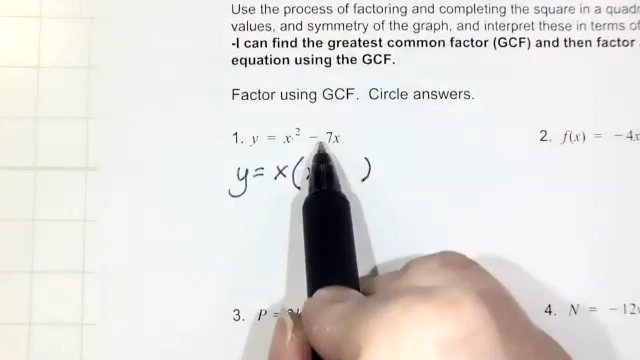 Use the process of factoring and completing the square in a
values, and symmetry of the graph, and interpret these in terms of
-I can find the greatest common factor (GCF) and then factor
equation using the GCF.
Factor using GCF. Circle answers.
1. y = x² − 7x
2. f(x) = −4x
y = x( )
3. P =
4. N = −12